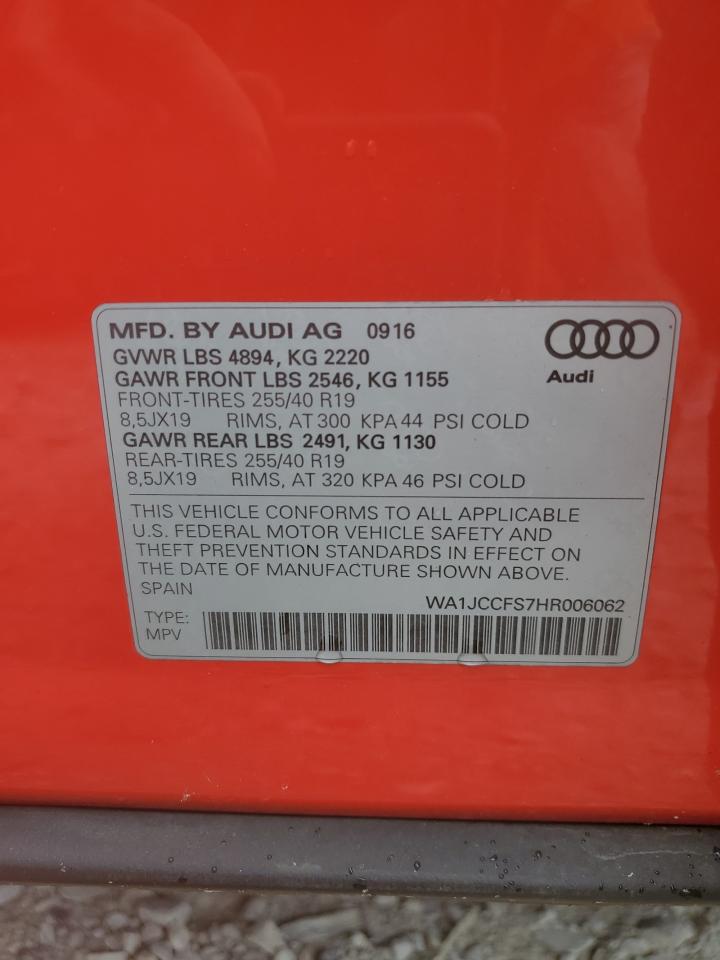 MFD. BY AUDI AG 0916
GVWR LBS 4894, KG 2220
GAWR FRONT LBS 2546, KG 1155
FRONT-TIRES 255/40 R19
8,5JX19 RIMS, AT 300 KPA 44 PSI COLD
GAWR REAR LBS 2491, KG 1130
REAR-TIRES 255/40 R19
8,5JX19 RIMS, AT 320 KPA 46 PSI COLD
Audi
THIS VEHICLE CONFORMS TO ALL APPLICABLE
U.S. FEDERAL MOTOR VEHICLE SAFETY AND
THEFT PREVENTION STANDARDS IN EFFECT ON
THE DATE OF MANUFACTURE SHOWN ABOVE.
SPAIN
WA1JCCFS7HR006062
TYPE:
MPV